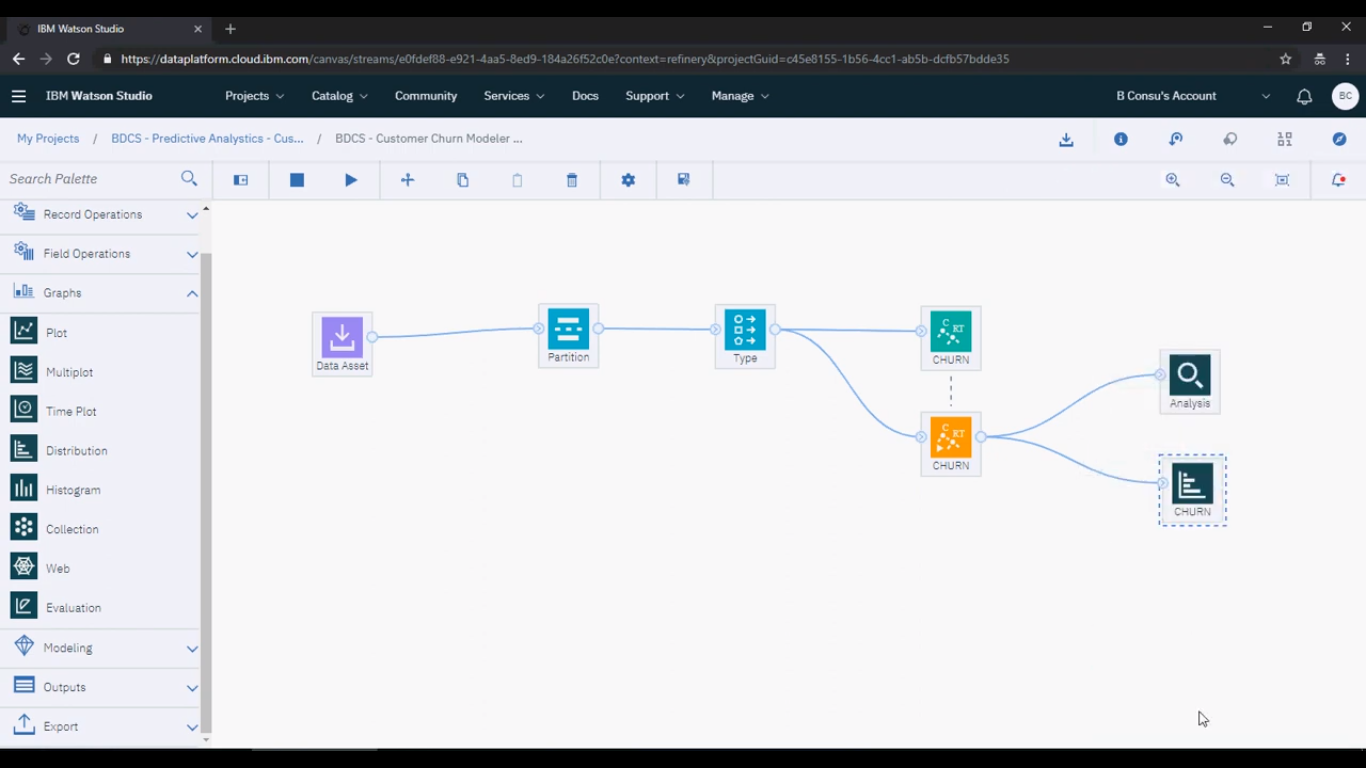 IBM Watson Studio
https://dataplatform.cloud.ibm.com/canvas/streams/e0fdef88-e921-4aa5-8ed9-184a26f52c0e?context=refinery&projectGuid=c45e8155-1b56-4cc1-ab5b-dcfb57bdde35
IBM Watson Studio Projects Catalog Community Services Docs Support Manage B Consu's Account BC
My Projects / BDCS - Predictive Analystics - Cus... / BDCS - Customer Churn Modeler ...
Search Palette
Record Operations
Field Operations
Graphs
Plot
Multiplot
Time Plot
Distribution
Histogram
Collection
Web
Evaluation
Modeling
Outputs
Export
Data Asset
Partition
Type
C RT
CHURN
C RT
CHURN
Analysis
CHURN